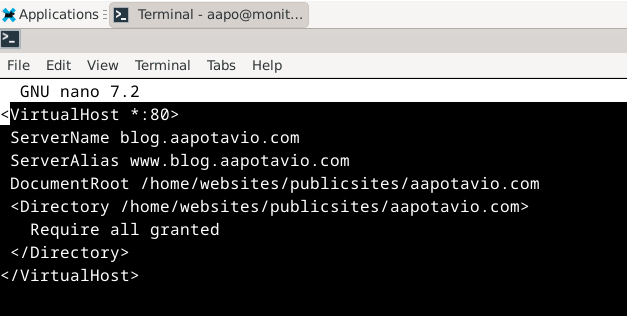 Applications
Terminal - aapo@monit...
File Edit View Terminal Tabs Help
GNU nano 7.2
<VirtualHost *:80>
ServerName blog.aapotavio.com
ServerAlias www.blog.aapotavio.com
DocumentRoot /home/websites/publicsites/aapotavio.com
<Directory /home/websites/publicsites/aapotavio.com>
Require all granted
</Directory>
</VirtualHost>